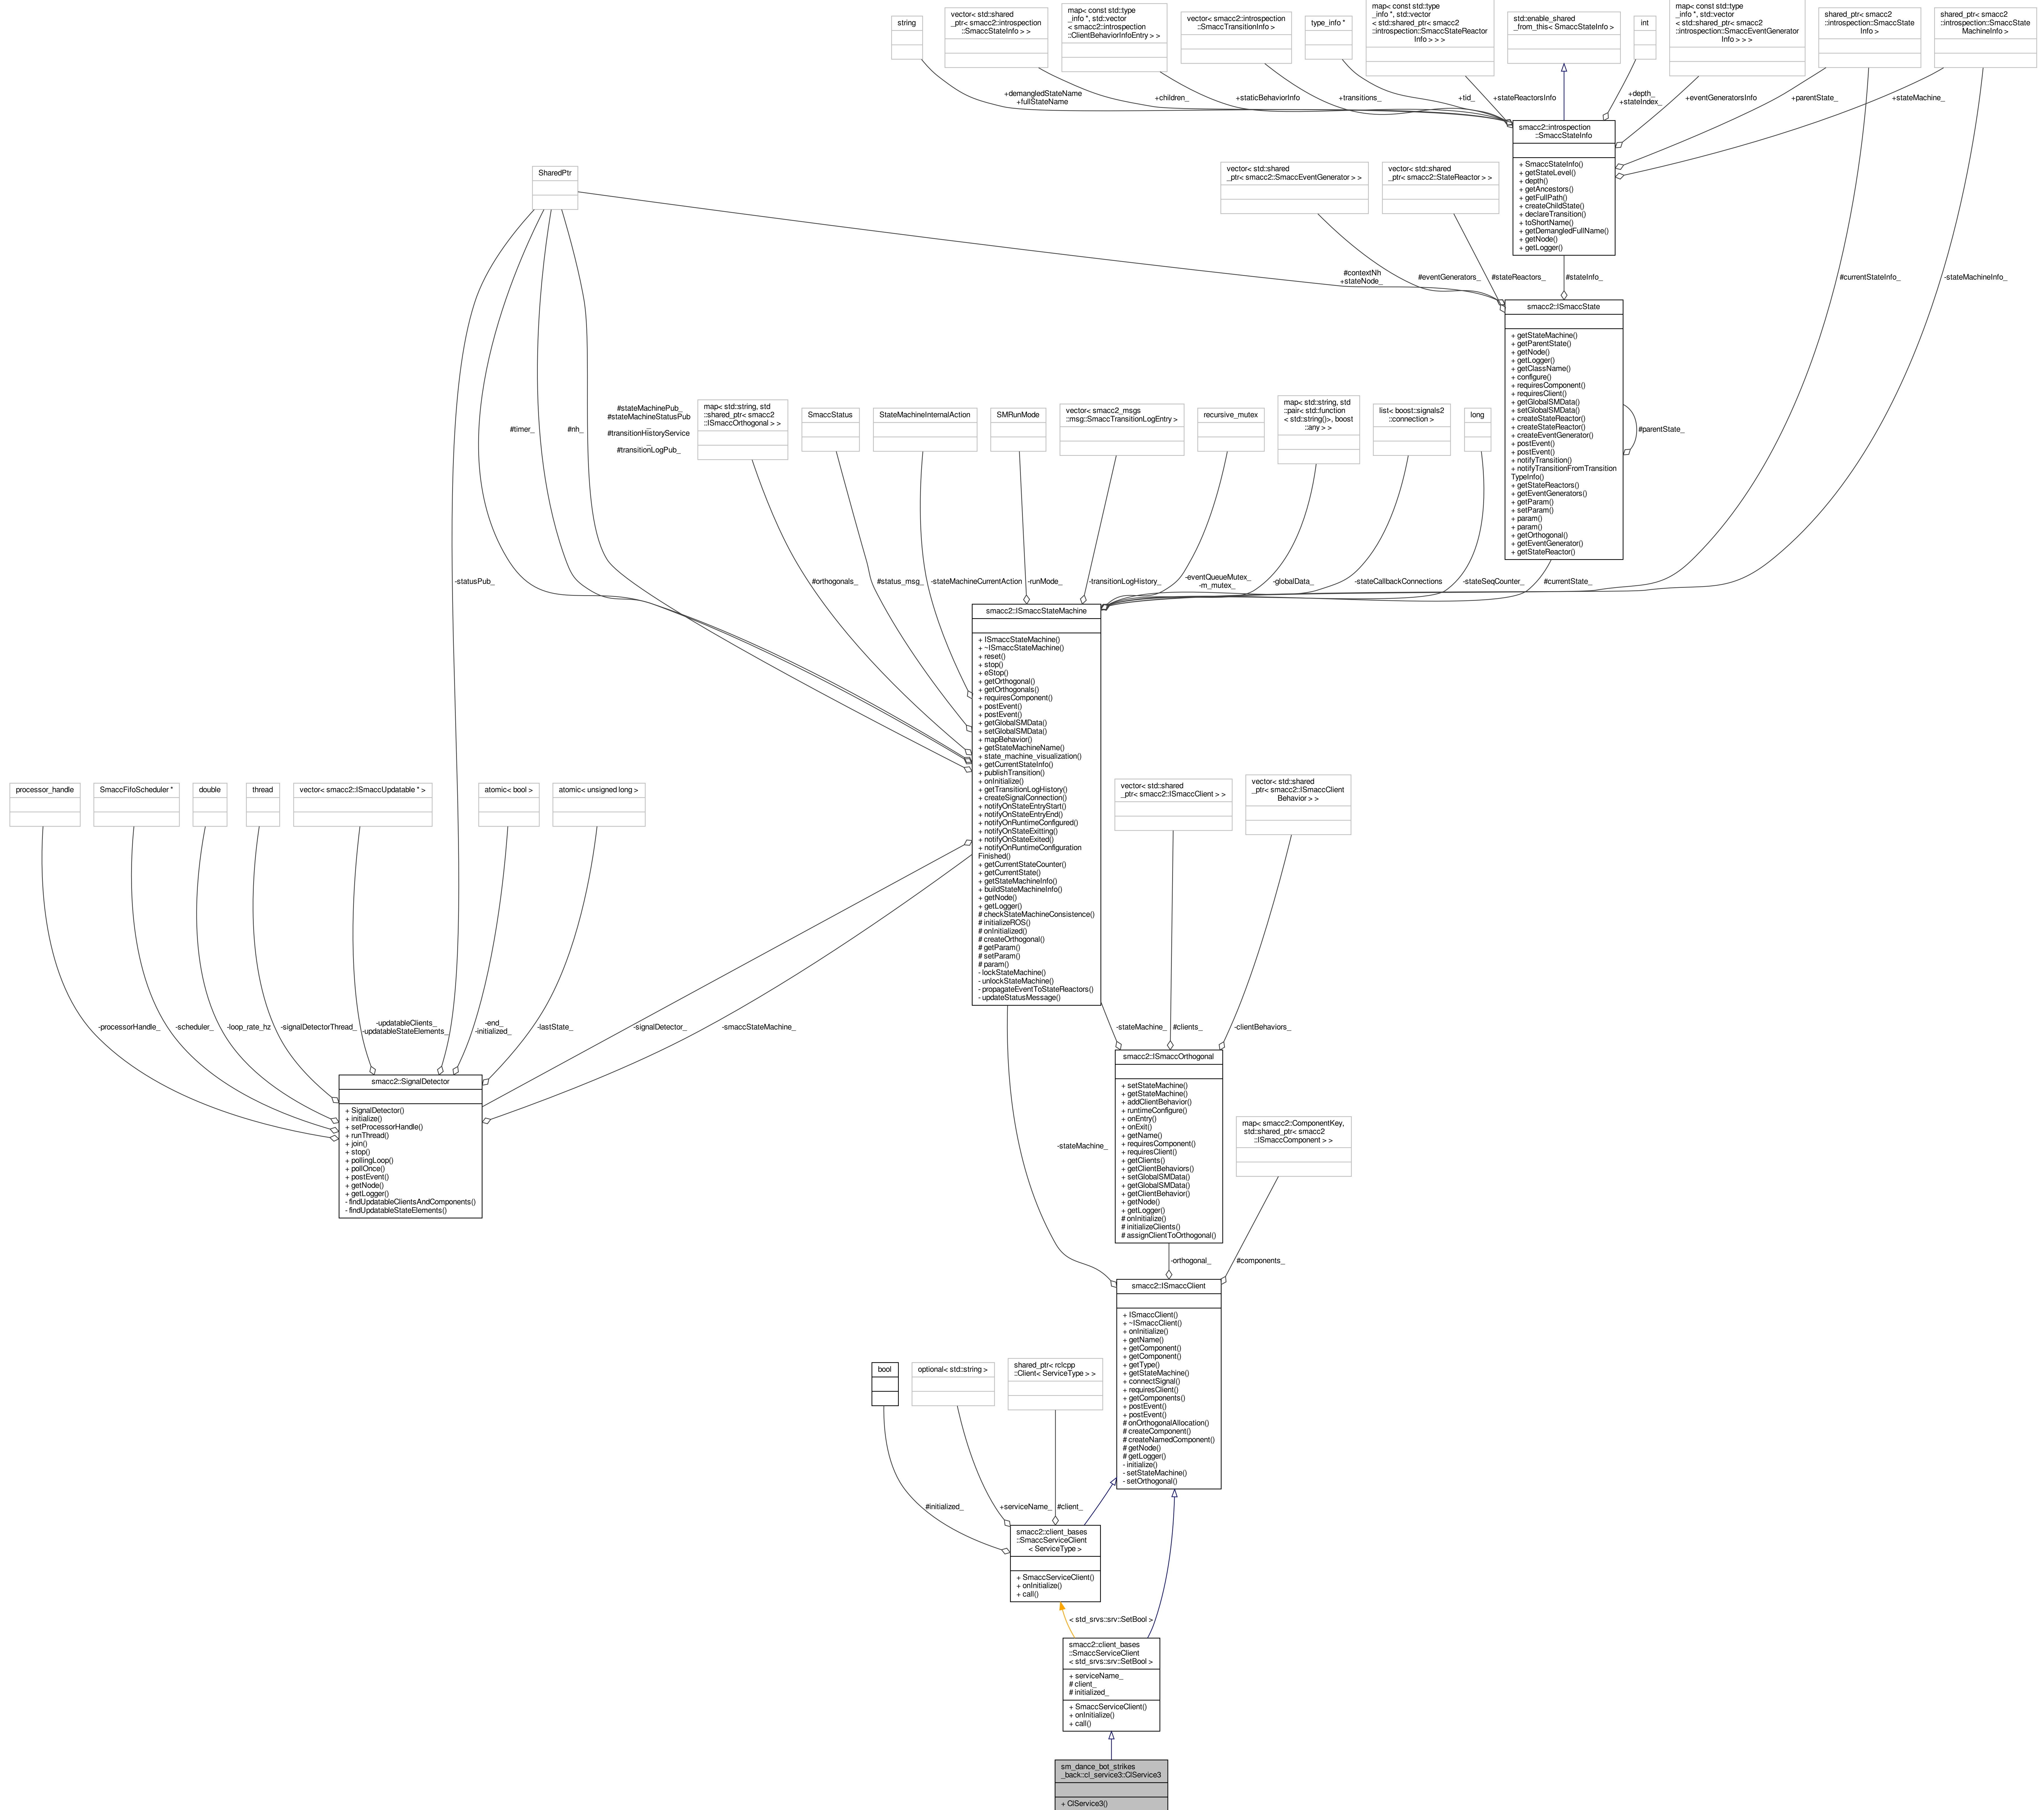 string
vector< std::shared
_ptr< smacc2::introspection
::SmaccStateInfo > >
map< const std::type
_info *, std::vector
< smacc2::introspection
::ClientBehaviorInfoEntry > >
vector< smacc2::introspection
::SmaccTransitionInfo >
type_info *
map< const std::type
_info *, std::vector
< std::shared_ptr< smacc2
::introspection::SmaccStateReactor
Info > > >
std::enable_shared
_from_this< SmaccStateInfo >
int
map< const std::type
_info *, std::vector
< std::shared_ptr< smacc2
::introspection::SmaccEventGenerator
Info > > >
shared_ptr< smacc2
::introspection::SmaccState
Info >
shared_ptr< smacc2
::introspection::SmaccState
MachineInfo >
+demangledStateName
+fullStateName
+children_
+staticBehaviorInfo
+transitions_
+tid_
+stateReactorsInfo
+depth_
+stateIndex_
+eventGeneratorsInfo
+parentState_
+stateMachine_
smacc2::introspection
::SmaccStateInfo
+ SmaccStateInfo()
+ getStateLevel()
+ depth()
+ getAncestors()
+ getFullPath()
+ createChildState()
+ declareTransition()
+ toShortName()
+ getDemangledFullName()
+ getNode()
+ getLogger()
SharedPtr
vector< std::shared
_ptr< smacc2::SmaccEventGenerator > >
vector< std::shared
_ptr< smacc2::StateReactor > >
#contextNh
+stateNode_
#eventGenerators_
#stateReactors_
#stateInfo_
#currentStateInfo_
-stateMachineInfo_
smacc2::ISmaccState
+ getStateMachine()
+ getParentState()
+ getNode()
+ getLogger()
+ getClassName()
+ configure()
+ requiresComponent()
+ requiresClient()
+ getGlobalSMData()
+ setGlobalSMData()
+ createStateReactor()
+ createStateReactor()
+ createEventGenerator()
+ postEvent()
+ postEvent()
+ notifyTransition()
+ notifyTransitionFromTransition
TypeInfo()
+ getStateReactors()
+ getEventGenerators()
+ getParam()
+ setParam()
+ param()
+ param()
+ getOrthogonal()
+ getEventGenerator()
+ getStateReactor()
#parentState_
#timer_
#nh_
#stateMachinePub_
#stateMachineStatusPub
_
#transitionHistoryService
_
#transitionLogPub_
map< std::string, std
::shared_ptr< smacc2
::ISmaccOrthogonal > >
SmaccStatus
StateMachineInternalAction
SMRunMode
vector< smacc2_msgs
::msg::SmaccTransitionLogEntry >
recursive_mutex
map< std::string, std
::pair< std::function
< std::string()>, boost
::any > >
list< boost::signals2
::connection >
long
-statusPub_
#orthogonals_
#status_msg_
-stateMachineCurrentAction
-runMode_
-transitionLogHistory_
-eventQueueMutex_
-m_mutex_
-globalData_
-stateCallbackConnections
-stateSeqCounter_
#currentState_
smacc2::ISmaccStateMachine
+ ISmaccStateMachine()
+ ~ISmaccStateMachine()
+ reset()
+ stop()
+ eStop()
+ getOrthogonal()
+ getOrthogonals()
+ requiresComponent()
+ postEvent()
+ postEvent()
+ getGlobalSMData()
+ setGlobalSMData()
+ mapBehavior()
+ getStateMachineName()
+ state_machine_visualization()
+ getCurrentStateInfo()
+ publishTransition()
+ onInitialize()
+ getTransitionLogHistory()
+ createSignalConnection()
+ notifyOnStateEntryStart()
+ notifyOnStateEntryEnd()
+ notifyOnRuntimeConfigured()
+ notifyOnStateExitting()
+ notifyOnStateExited()
+ notifyOnRuntimeConfiguration
Finished()
+ getCurrentStateCounter()
+ getCurrentState()
+ getStateMachineInfo()
+ buildStateMachineInfo()
+ getNode()
+ getLogger()
# checkStateMachineConsistence()
# initializeROS()
# onInitialized()
# createOrthogonal()
# getParam()
# setParam()
# param()
- lockStateMachine()
- unlockStateMachine()
- propagateEventToStateReactors()
- updateStatusMessage()
processor_handle
SmaccFifoScheduler *
double
thread
vector< smacc2::ISmaccUpdatable * >
atomic< bool >
atomic< unsigned long >
vector< std::shared
_ptr< smacc2::ISmaccClient > >
vector< std::shared
_ptr< smacc2::ISmaccClient
Behavior > >
-processorHandle_
-scheduler_
-loop_rate_hz
-signalDetectorThread_
-updatableClients_
-updatableStateElements_
-end_
-initialized_
-lastState_
-signalDetector_
-smaccStateMachine_
-stateMachine_
#clients_
-clientBehaviors_
smacc2::SignalDetector
+ SignalDetector()
+ initialize()
+ setProcessorHandle()
+ runThread()
+ join()
+ stop()
+ pollingLoop()
+ pollOnce()
+ postEvent()
+ getNode()
+ getLogger()
- findUpdatableClientsAndComponents()
- findUpdatableStateElements()
smacc2::ISmaccOrthogonal
+ setStateMachine()
+ getStateMachine()
+ addClientBehavior()
+ runtimeConfigure()
+ onEntry()
+ onExit()
+ getName()
+ requiresComponent()
+ requiresClient()
+ getClients()
+ getClientBehaviors()
+ setGlobalSMData()
+ getGlobalSMData()
+ getClientBehavior()
+ getNode()
+ getLogger()
# onInitialize()
# initializeClients()
# assignClientToOrthogonal()
map< smacc2::ComponentKey,
std::shared_ptr< smacc2
::ISmaccComponent > >
-stateMachine_
-orthogonal_
#components_
smacc2::ISmaccClient
+ ISmaccClient()
+ ~ISmaccClient()
+ onInitialize()
+ getName()
+ getComponent()
+ getComponent()
+ getType()
+ getStateMachine()
+ connectSignal()
+ requiresClient()
+ getComponents()
+ postEvent()
+ postEvent()
# onOrthogonalAllocation()
# createComponent()
# createNamedComponent()
# getNode()
# getLogger()
- initialize()
- setStateMachine()
- setOrthogonal()
bool
optional< std::string >
shared_ptr< rclcpp
::Client< ServiceType > >
#initialized_
+serviceName_
#client_
smacc2::client_bases
::SmaccServiceClient
< ServiceType >
+ SmaccServiceClient()
+ onInitialize()
+ call()
< std_srvs::srv::SetBool >
smacc2::client_bases
::SmaccServiceClient
< std_srvs::srv::SetBool >
+ serviceName_
# client_
# initialized_
+ SmaccServiceClient()
+ onInitialize()
+ call()
sm_dance_bot_strikes
_back::cl_service3::ClService3
+ ClService3()